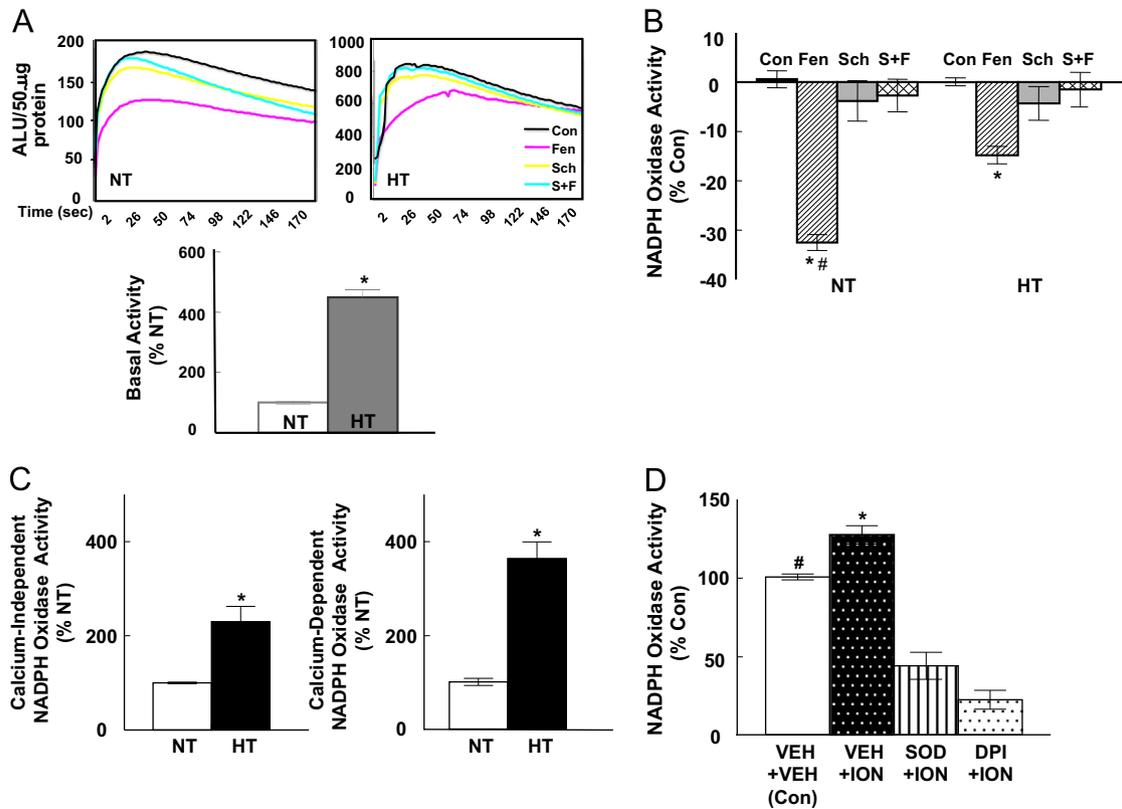 A
200
150
100
50
0
ALU/50µg
protein
NT
Time (sec)
2 26 50 74 98 122 146 170
1000
800
600
400
200
0
HT
Con
Fen
Sch
S+F
2 26 50 74 98 122 146 170
600
400
200
0
Basal Activity
(% NT)
*
NT HT
B
10
0
-10
-20
-30
-40
NADPH Oxidase Activity
(% Con)
Con Fen Sch S+F
Con Fen Sch S+F
* #
*
NT
HT
C
Calcium-Independent
NADPH Oxidase Activity
(% NT)
400
200
0
*
NT HT
Calcium-Dependent
NADPH Oxidase Activity
(% NT)
400
200
0
*
NT HT
D
NADPH Oxidase Activity
(% Con)
150
100
50
0
#
*
VEH VEH SOD DPI
+VEH +ION +ION +ION
(Con)